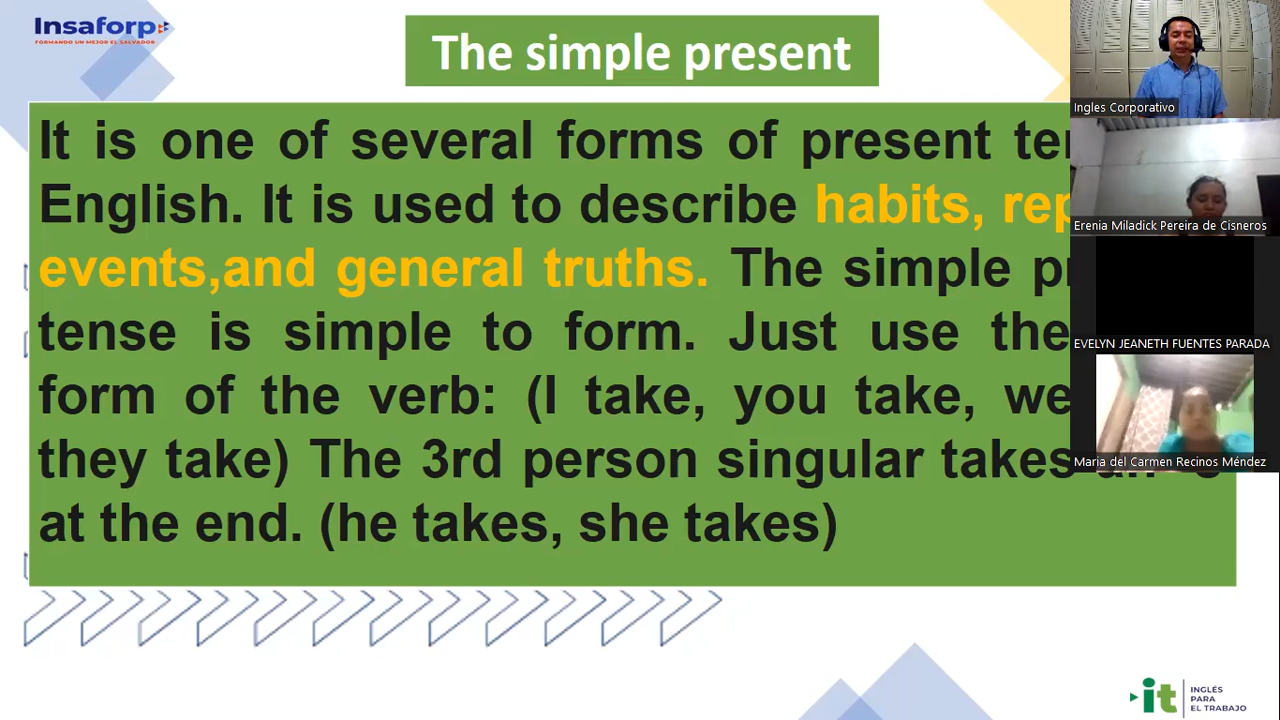 Insaforp
FORMANDO UN MEJOR EL SALVADOR
The simple present
It is one of several forms of present
English. It is used to describe habits,
events,and general truths. The simple
tense is simple to form. Just use the
form of the verb: (I take, you take, we
they take) The 3rd person singular takes
at the end. (he takes, she takes)
Ingles Corporativo
Erenia Miladick Pereira de Cisneros
EVELYN JEANETH FUENTES PARADA
Maria del Carmen Recinos Méndez
it
INGLÉS
PARA
EL TRABAJO